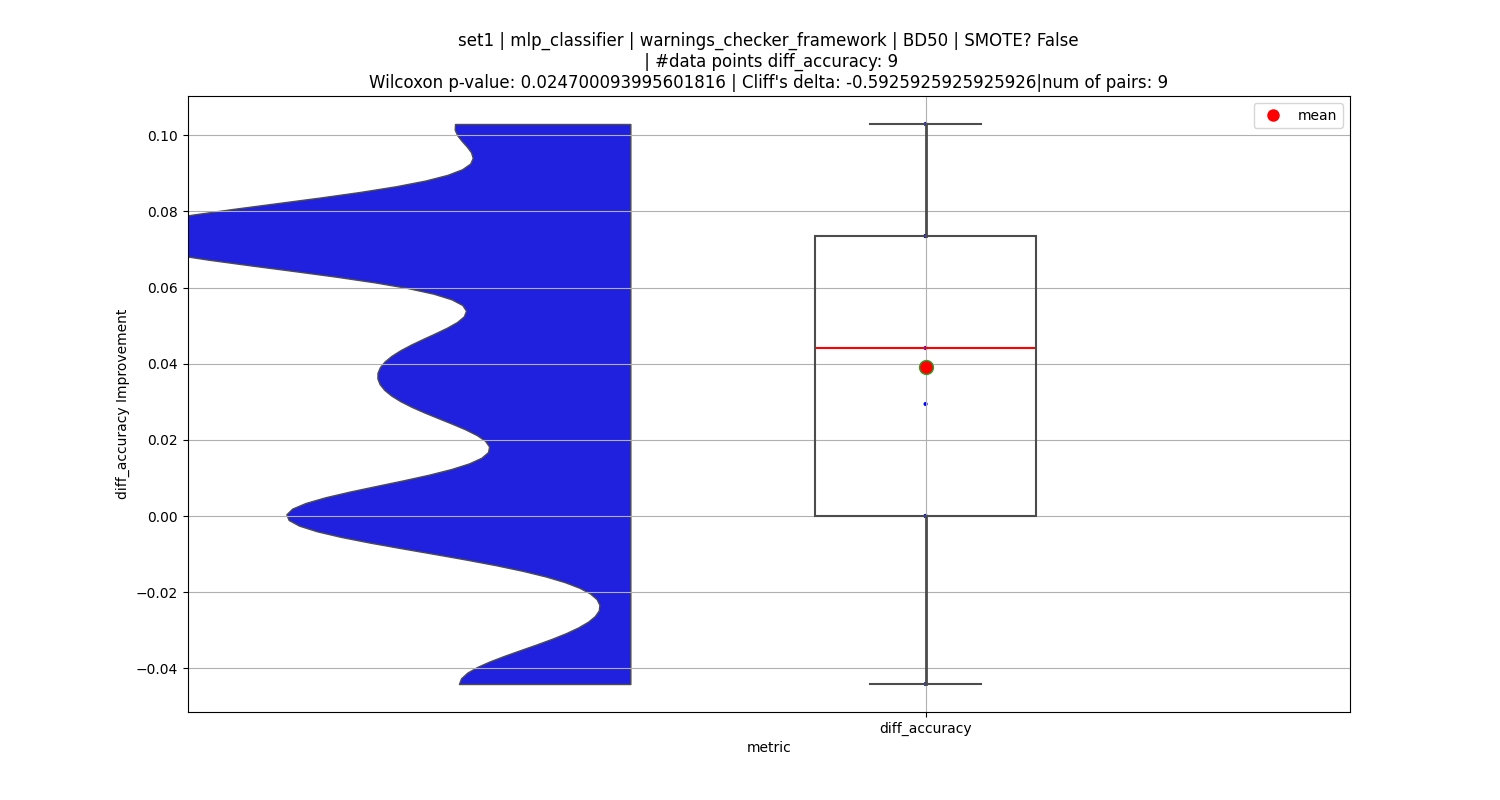 set1 | mlp_classifier | warnings_checker_framework | BD50 | SMOTE? False
| #data points diff_accuracy: 9
Wilcoxon p-value: 0.024700093995601816 | Cliff's delta: -0.5925925925925926|num of pairs: 9
mean
0.10
0.08
0.06
0.04
0.02
0.00
−0.02
−0.04
diff_accuracy Improvement
diff_accuracy
metric